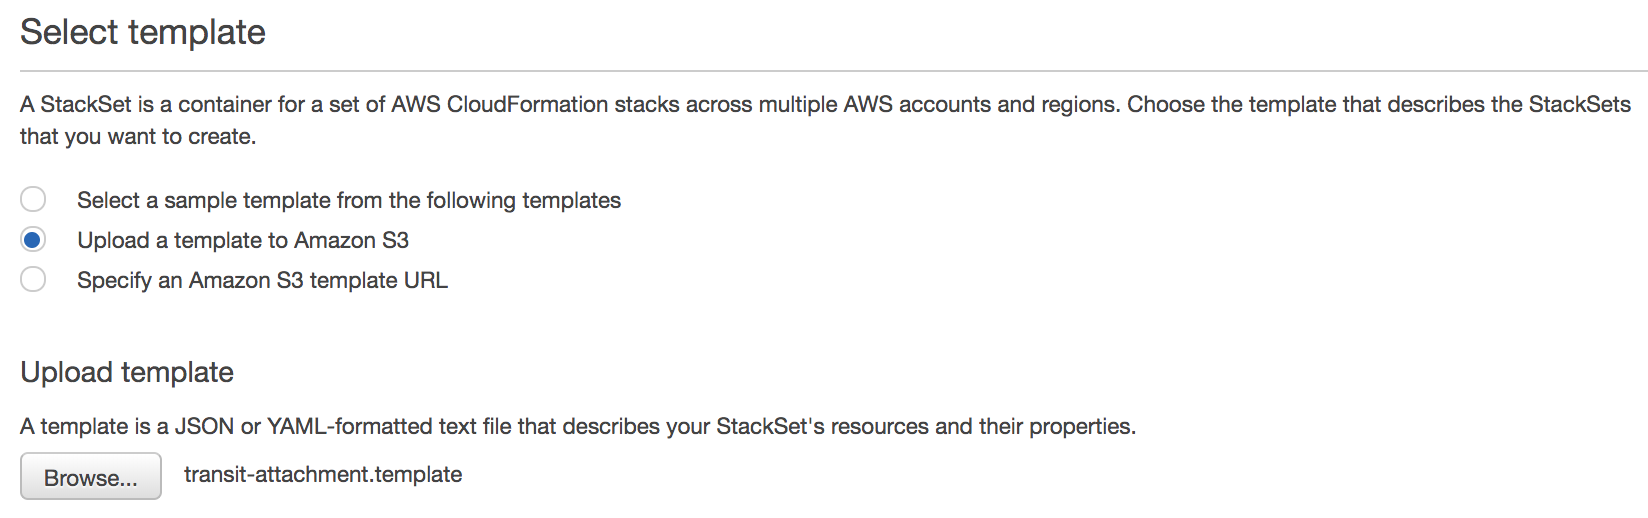 Select template
A StackSet is a container for a set of AWS CloudFormation stacks across multiple AWS accounts and regions. Choose the template that describes the StackSets
that you want to create.
Select a sample template from the following templates
Upload a template to Amazon S3
Specify an Amazon S3 template URL
Upload template
A template is a JSON or YAML-formatted text file that describes your StackSet's resources and their properties.
Browse... transit-attachment.template